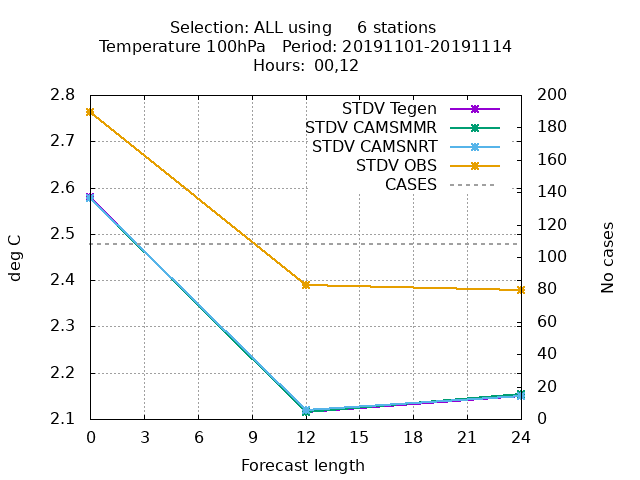 Selection: ALL using     6 stations
Temperature 100hPa   Period: 20191101-20191114
Hours: 00,12
2.8
2.7
2.6
2.5
2.4
2.3
2.2
2.1
deg C
STDV Tegen
STDV CAMSMMR
STDV CAMSNRT
STDV OBS
CASES
200
180
160
140
120
100
80
60
40
20
0
No cases
0 3 6 9 12 15 18 21 24
Forecast length